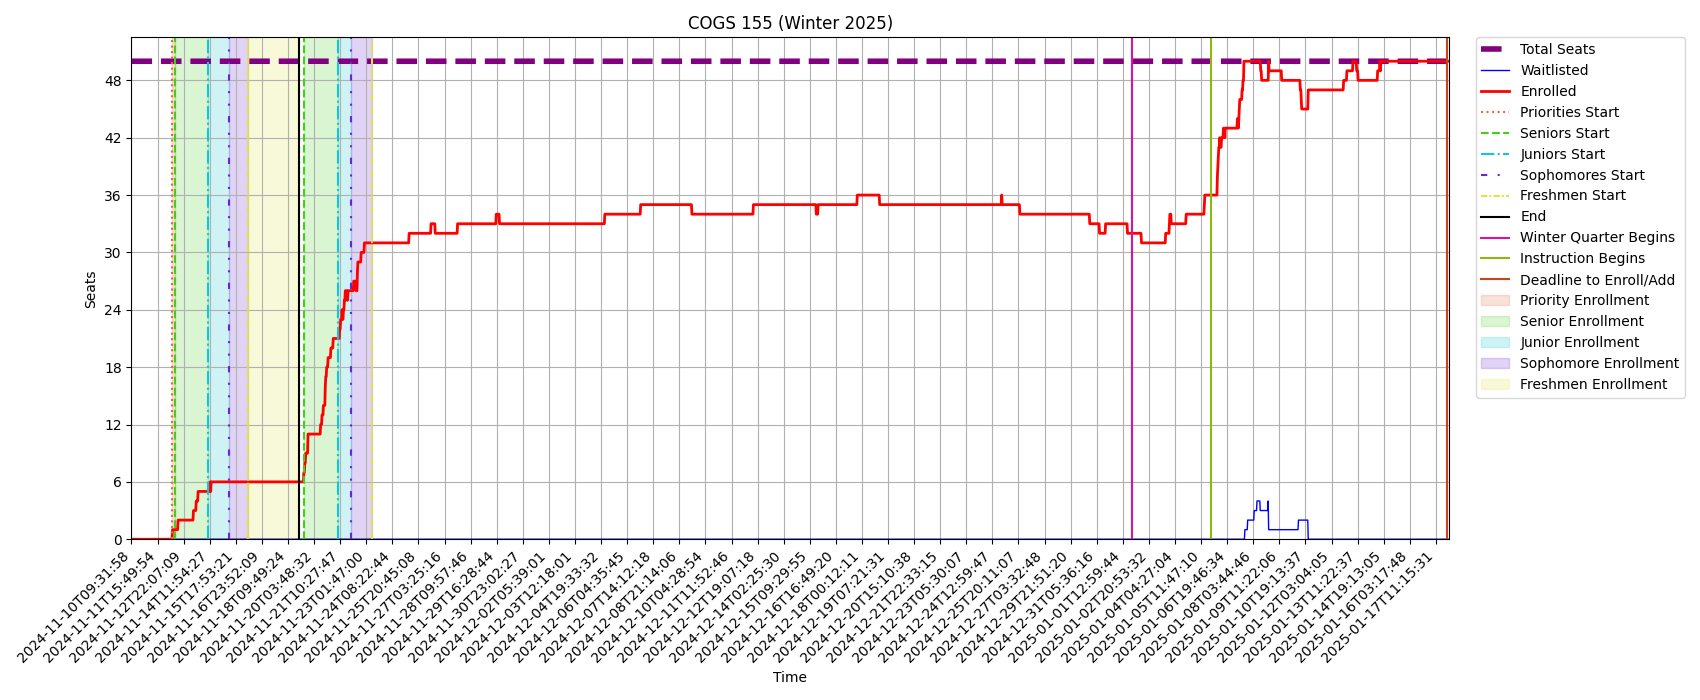 COGS 155 (Winter 2025)
Seats
48
42
36
30
24
18
12
6
0
2024-11-10T09:31:58
2024-11-11T15:49:54
2024-11-12T22:07:09
2024-11-14T11:54:27
2024-11-15T17:53:21
2024-11-16T23:52:09
2024-11-18T09:49:24
2024-11-20T03:48:32
2024-11-21T10:27:47
2024-11-23T01:47:00
2024-11-24T08:22:44
2024-11-25T20:45:08
2024-11-27T03:25:16
2024-11-28T09:57:46
2024-11-29T16:28:44
2024-11-30T23:02:27
2024-12-02T05:39:01
2024-12-03T12:18:01
2024-12-04T19:33:32
2024-12-06T04:35:45
2024-12-07T14:12:18
2024-12-08T21:14:06
2024-12-10T04:28:54
2024-12-11T11:52:46
2024-12-12T19:07:18
2024-12-14T02:25:30
2024-12-15T09:29:55
2024-12-16T16:49:20
2024-12-18T00:12:11
2024-12-19T07:21:31
2024-12-20T15:10:38
2024-12-21T22:33:15
2024-12-23T05:30:07
2024-12-24T12:59:47
2024-12-25T20:11:07
2024-12-27T03:32:48
2024-12-29T21:51:20
2024-12-31T05:36:16
2025-01-01T12:59:44
2025-01-02T20:53:32
2025-01-04T04:27:04
2025-01-05T11:47:10
2025-01-06T19:46:34
2025-01-08T03:44:46
2025-01-09T11:22:06
2025-01-10T19:13:37
2025-01-12T03:04:05
2025-01-13T11:22:37
2025-01-14T19:13:05
2025-01-16T03:17:48
2025-01-17T11:15:31
Time
Total Seats
Waitlisted
Enrolled
Priorities Start
Seniors Start
Juniors Start
Sophomores Start
Freshmen Start
End
Winter Quarter Begins
Instruction Begins
Deadline to Enroll/Add
Priority Enrollment
Senior Enrollment
Junior Enrollment
Sophomore Enrollment
Freshmen Enrollment